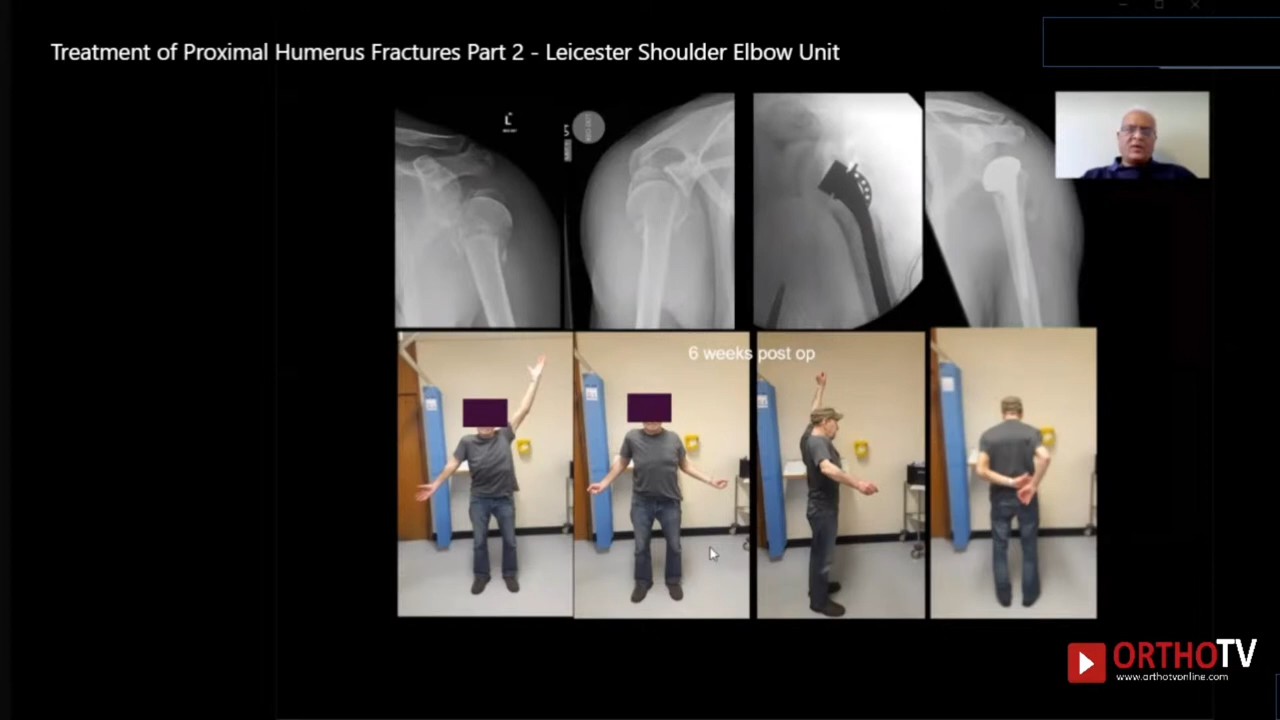 Treatment of Proximal Humerus Fractures Part 2 - Leicester Shoulder Elbow Unit
L
6 weeks post op
ORTHOTV
www.orthotvonline.com